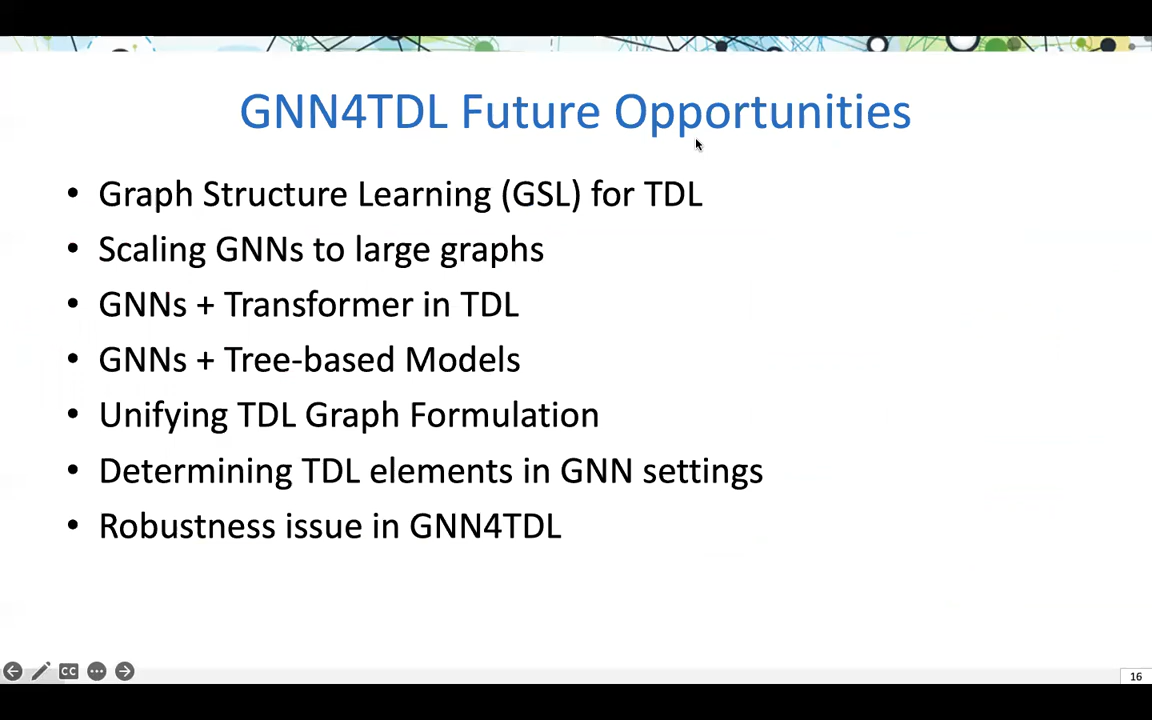 GNN4TDL Future Opportunities
• Graph Structure Learning (GSL) for TDL
• Scaling GNNs to large graphs
• GNNs + Transformer in TDL
• GNNs + Tree-based Models
• Unifying TDL Graph Formulation
• Determining TDL elements in GNN settings
• Robustness issue in GNN4TDL
CC
16